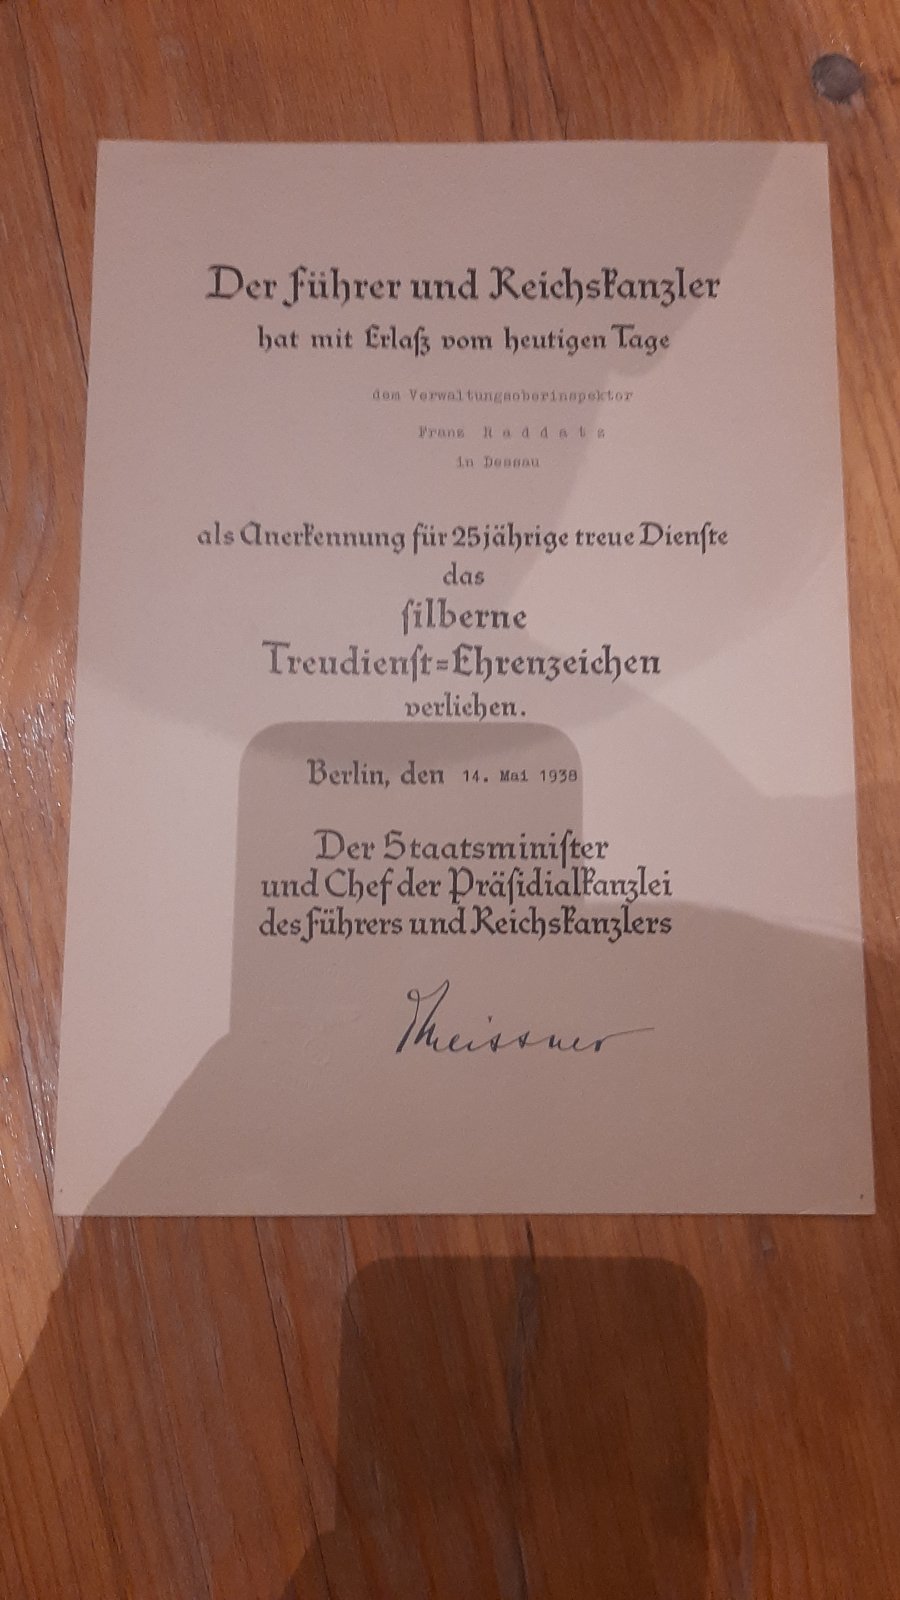 Der Führer und Reichskanzler
hat mit Erlaß vom heutigen Tage
dem Verwaltungsoberinspektor
Franz R a d d a t z
in Dessau
als Anerkennung für 25jährige treue Dienſte
das
ſilberne
Treudienſt=Ehrenzeichen
verliehen.
Berlin, den 14. Mai 1938
Der Staatsminiſter
und Chef der Präſidialkanzlei
des Führers und Reichskanzlers
Meissner